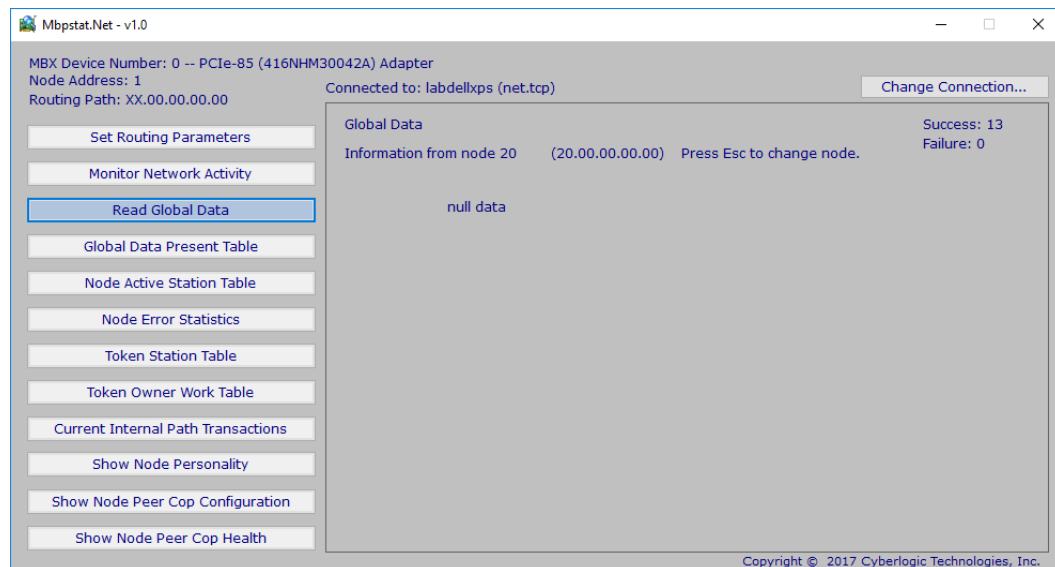 Mbpstat.Net - v1.0
MBX Device Number: 0 -- PCIe-85 (416NHM30042A) Adapter
Node Address: 1
Routing Path: XX.00.00.00.00
Connected to: labdellxps (net.tcp)
Change Connection...
Set Routing Parameters
Monitor Network Activity
Read Global Data
Global Data Present Table
Node Active Station Table
Node Error Statistics
Token Station Table
Token Owner Work Table
Current Internal Path Transactions
Show Node Personality
Show Node Peer Cop Configuration
Show Node Peer Cop Health
Global Data
Success: 13
Failure: 0
Information from node 20 (20.00.00.00.00) Press Esc to change node.
null data
Copyright © 2017 Cyberlogic Technologies, Inc.